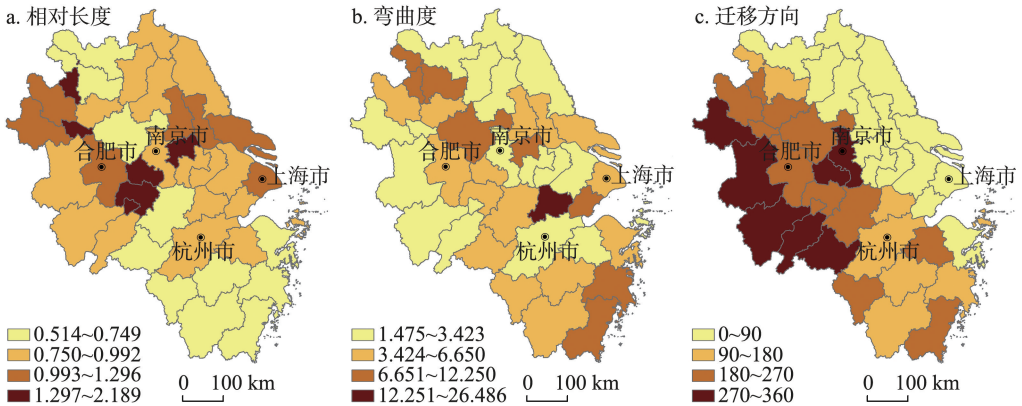 a. 相对长度
南京市
合肥市
上海市
杭州市
0.514~0.749
0.750~0.992
0.993~1.296
1.297~2.189
0 100 km
b. 弯曲度
南京市
合肥市
上海市
杭州市
1.475~3.423
3.424~6.650
6.651~12.250
12.251~26.486
0 100 km
c. 迁移方向
南京市
合肥市
上海市
杭州市
0~90
90~180
180~270
270~360
0 100 km